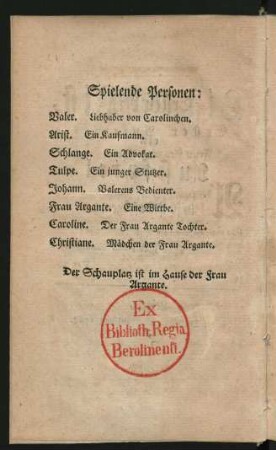 Spielende Personen:
Valer. Liebhaber von Carolinchen.
Arist. Ein Kaufmann.
Schlange. Ein Advokat.
Tulpe. Ein junger Stutzer.
Johann. Valerens Bedienter.
Frau Argante. Eine Wittbe.
Caroline. Der Frau Argante Tochter.
Christiane. Mädchen der Frau Argante.
Der Schauplatz ist im Hause der Frau
Argante.
Ex
Biblioth. Regia
Berolinensi.